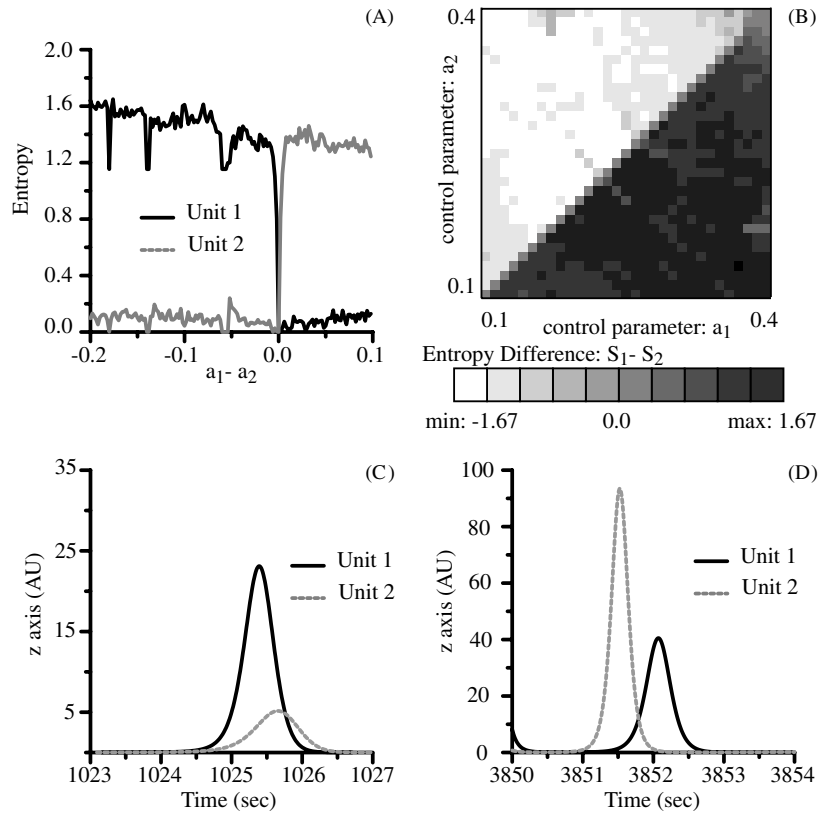 (A)
2.0
1.6
1.2
0.8
0.4
0.0
Entropy
Unit 1
Unit 2
-0.2
-0.1
0.0
0.1
a1- a2
(B)
0.4
control parameter: a2
0.1
0.1
0.4
control parameter: a1
Entropy Difference: S1- S2
min: -1.67
0.0
max: 1.67
(C)
35
25
15
5
z axis (AU)
Unit 1
Unit 2
1023
1024
1025
1026
1027
Time (sec)
(D)
100
80
60
40
20
0
z axis (AU)
Unit 1
Unit 2
3850
3851
3852
3853
3854
Time (sec)